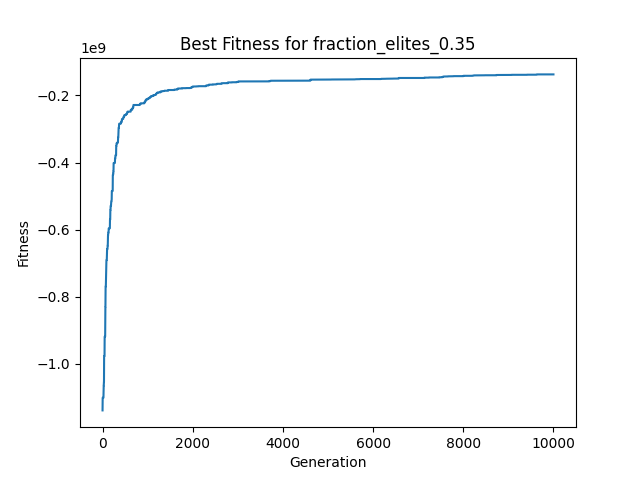 Best Fitness for fraction_elites_0.35
1e9
−0.2
−0.4
−0.6
−0.8
−1.0
Fitness
0 2000 4000 6000 8000 10000
Generation